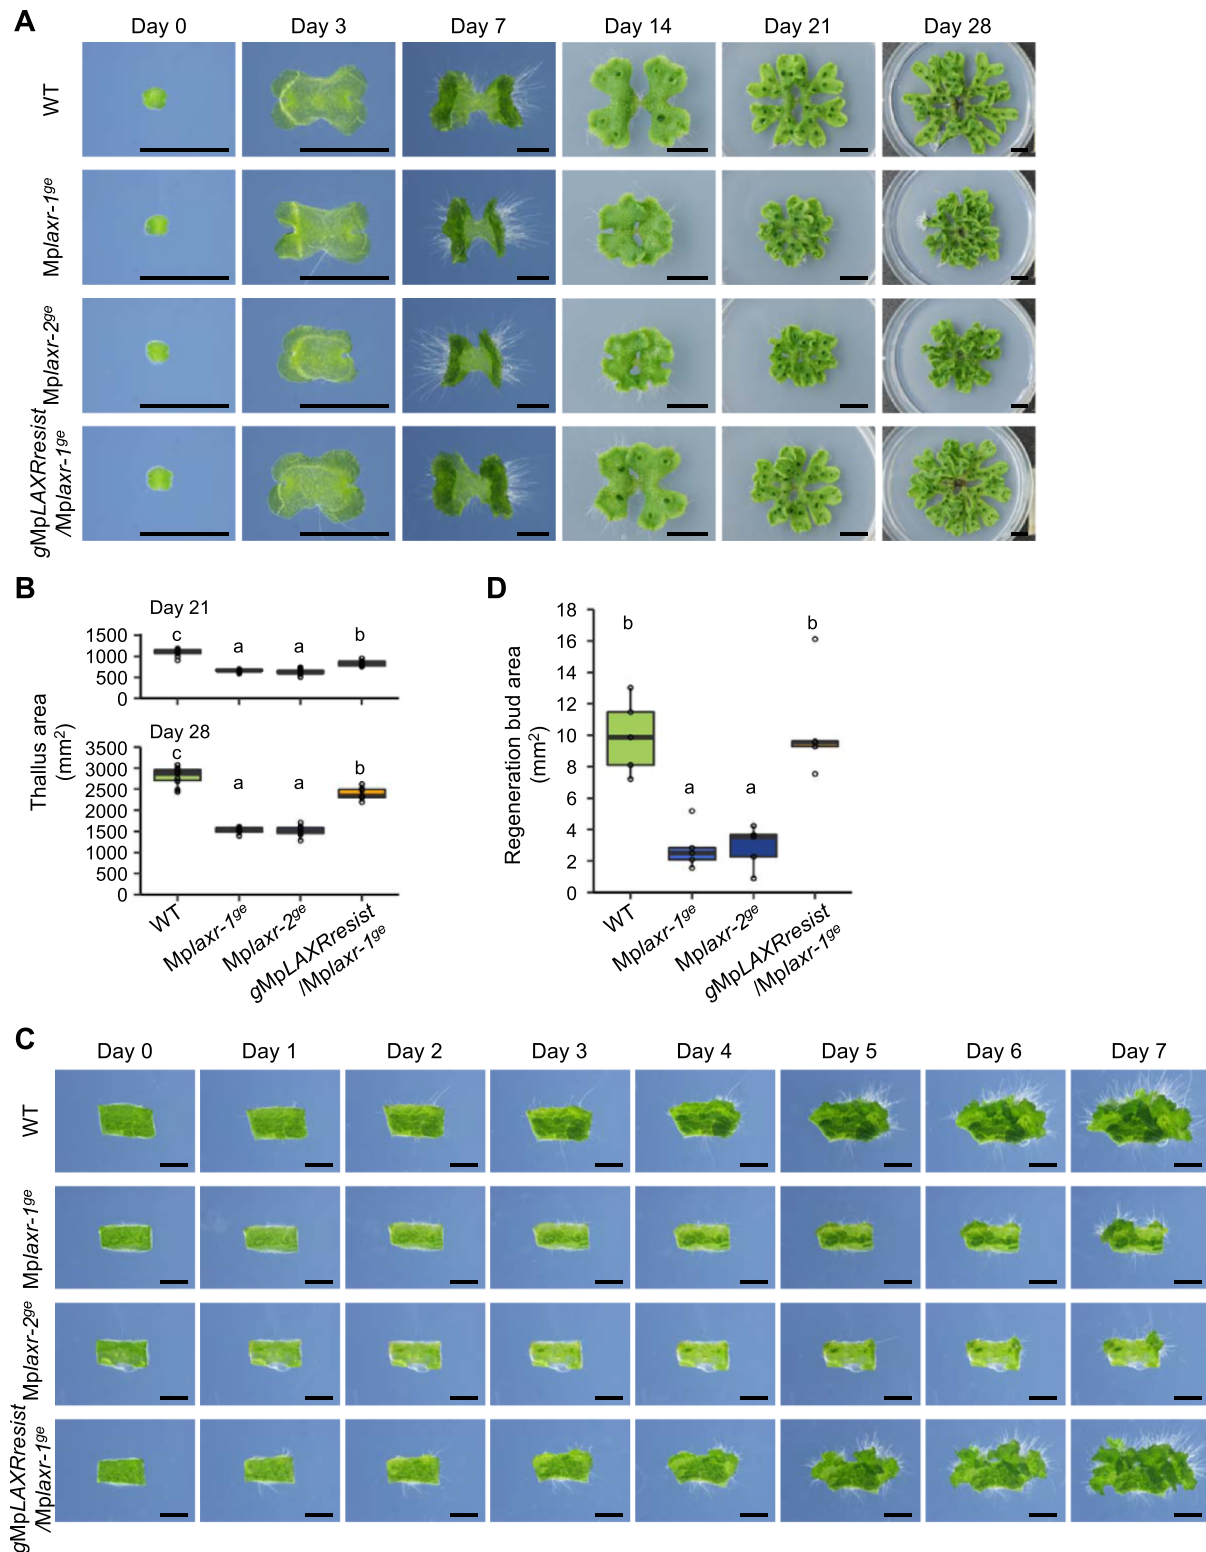 A
Day 0 Day 3 Day 7 Day 14 Day 21 Day 28
WT
Mplaxr-1ge
Mplaxr-2ge
gMpLAXRresist
/Mplaxr-1ge
B
Day 21
1500
1000
500
0
c a a b
Day 28
3500
3000
2500
2000
1500
1000
500
0
c a a b
Thallus area
(mm2)
WT
Mplaxr-1ge
Mplaxr-2ge
gMpLAXRresist
/Mplaxr-1ge
D
18
16
14
12
10
8
6
4
2
0
b a a b
Regeneration bud area
(mm2)
WT
Mplaxr-1ge
Mplaxr-2ge
gMpLAXRresist
/Mplaxr-1ge
C
Day 0 Day 1 Day 2 Day 3 Day 4 Day 5 Day 6 Day 7
WT
Mplaxr-1ge
Mplaxr-2ge
gMpLAXRresist
/Mplaxr-1ge